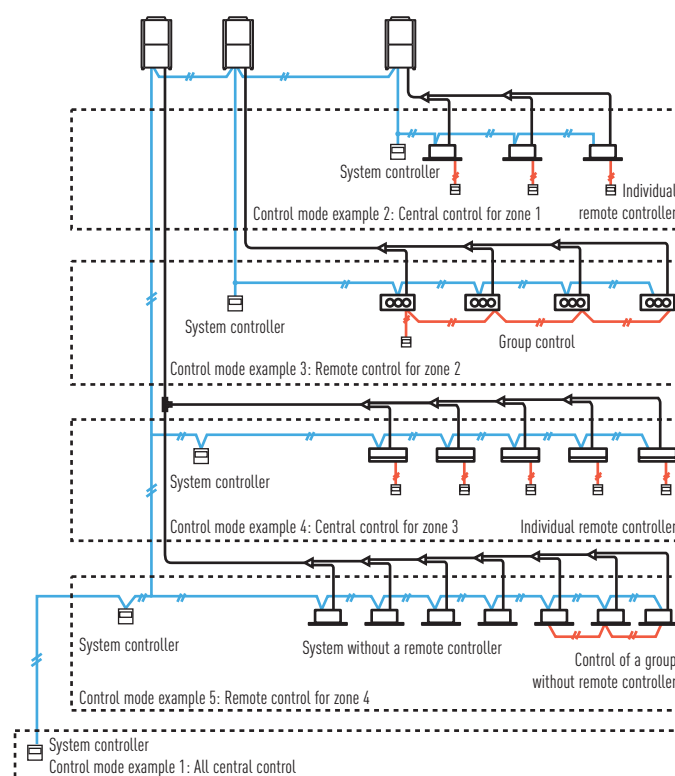 System controller
Individual
remote controller
Control mode example 2: Central control for zone 1
System controller
Group control
Control mode example 3: Remote control for zone 2
System controller
Control mode example 4: Central control for zone 3
Individual remote controller
System controller
System without a remote controller
Control of a group
without remote controller
Control mode example 5: Remote control for zone 4
System controller
Control mode example 1: All central control